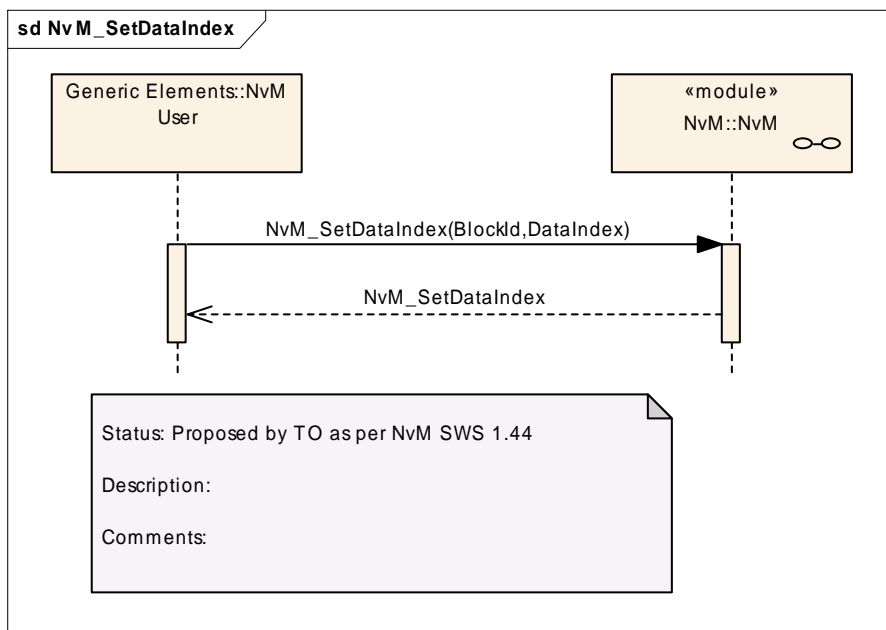 sd NvM_SetDataIndex
Generic Elements::NvM
User
«module»
NvM::NvM
NvM_SetDataIndex(BlockId,DataIndex)
NvM_SetDataIndex
Status: Proposed by TO as per NvM SWS 1.44
Description:
Comments: